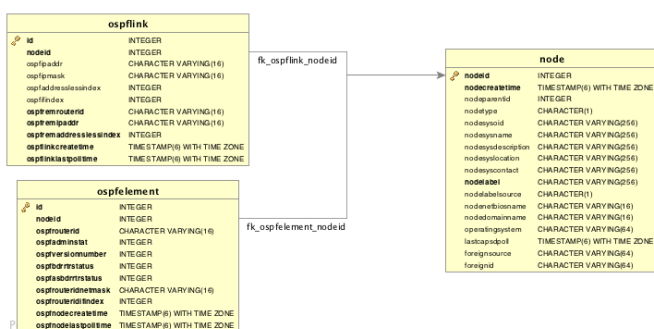 ospflink
id INTEGER
nodeid INTEGER
ospfipaddr CHARACTER VARYING(16)
ospfipmask CHARACTER VARYING(16)
ospfaddresslessindex INTEGER
ospfifindex INTEGER
ospfremrouterid CHARACTER VARYING(16)
ospfremipaddr CHARACTER VARYING(16)
ospfremaddresslessindex INTEGER
ospflinkcreatetime TIMESTAMP(6) WITH TIME ZONE
ospflinklastpolltime TIMESTAMP(6) WITH TIME ZONE
fk_ospflink_nodeid
node
nodeid INTEGER
nodecreatetime TIMESTAMP(6) WITH TIME ZONE
nodeparentid INTEGER
nodetype CHARACTER(1)
nodesysoid CHARACTER VARYING(256)
nodesysname CHARACTER VARYING(256)
nodesysdescription CHARACTER VARYING(256)
nodesyslocation CHARACTER VARYING(256)
nodesyscontact CHARACTER VARYING(256)
nodelabel CHARACTER VARYING(256)
nodelabelsource CHARACTER(1)
nodenetbiosname CHARACTER VARYING(16)
nodedomainname CHARACTER VARYING(16)
operatingsystem CHARACTER VARYING(64)
lastcapsdpoll TIMESTAMP(6) WITH TIME ZONE
foreignsource CHARACTER VARYING(64)
foreignid CHARACTER VARYING(64)
ospfelement
id INTEGER
nodeid INTEGER
ospfrouterid CHARACTER VARYING(16)
ospfadminstat INTEGER
ospfversionnumber INTEGER
ospfbdrrtrstatus INTEGER
ospfasbdrrtrstatus INTEGER
ospfrouteridnetmask CHARACTER VARYING(16)
ospfrouteridifindex INTEGER
ospfnodecreatetime TIMESTAMP(6) WITH TIME ZONE
ospfnodelastpolltime TIMESTAMP(6) WITH TIME ZONE
fk_ospfelement_nodeid